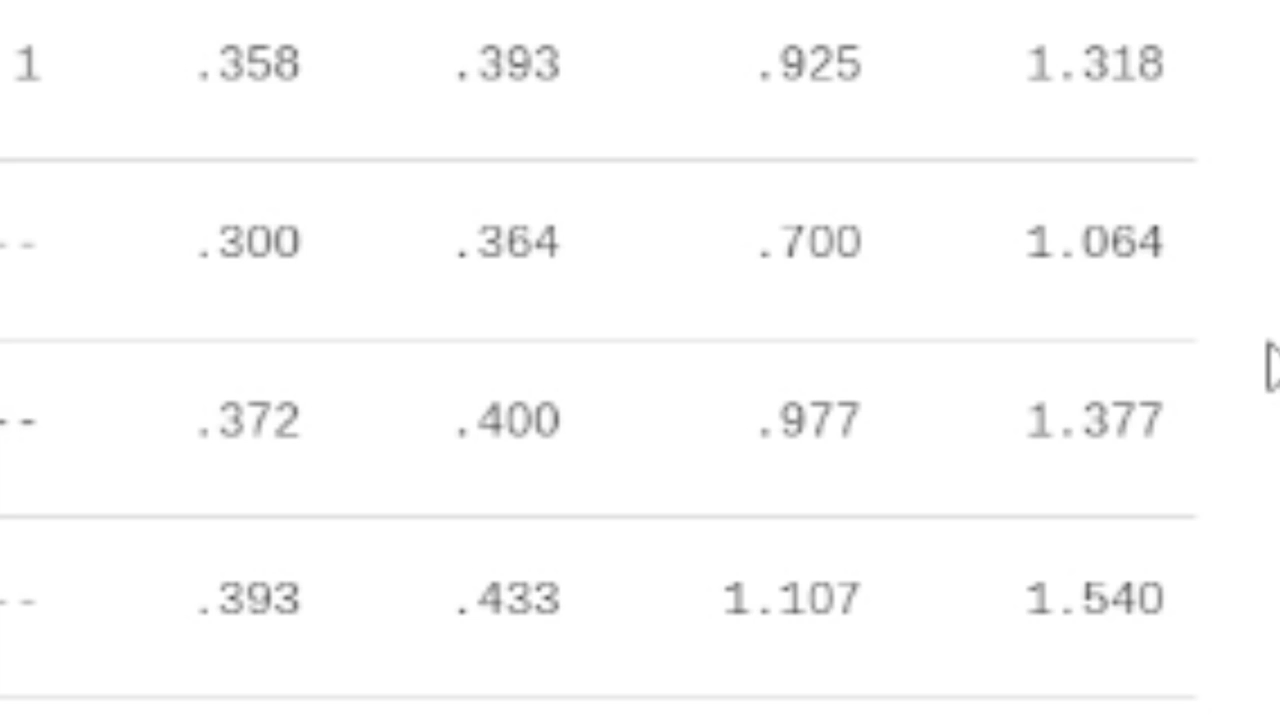 1 .358 .393 .925 1.318
-- .300 .364 .700 1.064
-- .372 .400 .977 1.377
-- .393 .433 1.107 1.540